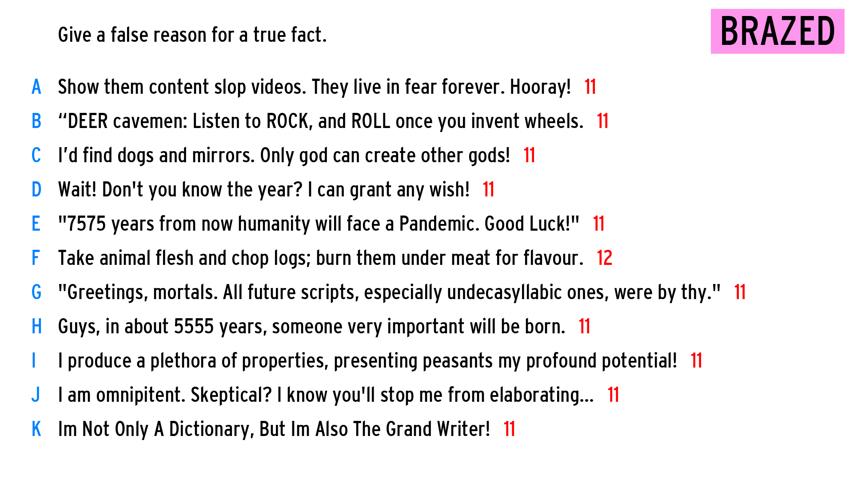 Give a false reason for a true fact.
BRAZED
A Show them content slop videos. They live in fear forever. Hooray! 11
B “DEER cavemen: Listen to ROCK, and ROLL once you invent wheels. 11
C I’d find dogs and mirrors. Only god can create other gods! 11
D Wait! Don't you know the year? I can grant any wish! 11
E "7575 years from now humanity will face a Pandemic. Good Luck!" 11
F Take animal flesh and chop logs; burn them under meat for flavour. 12
G "Greetings, mortals. All future scripts, especially undecasyllabic ones, were by thy." 11
H Guys, in about 5555 years, someone very important will be born. 11
I I produce a plethora of properties, presenting peasants my profound potential! 11
J I am omnipitent. Skeptical? I know you'll stop me from elaborating... 11
K Im Not Only A Dictionary, But Im Also The Grand Writer! 11